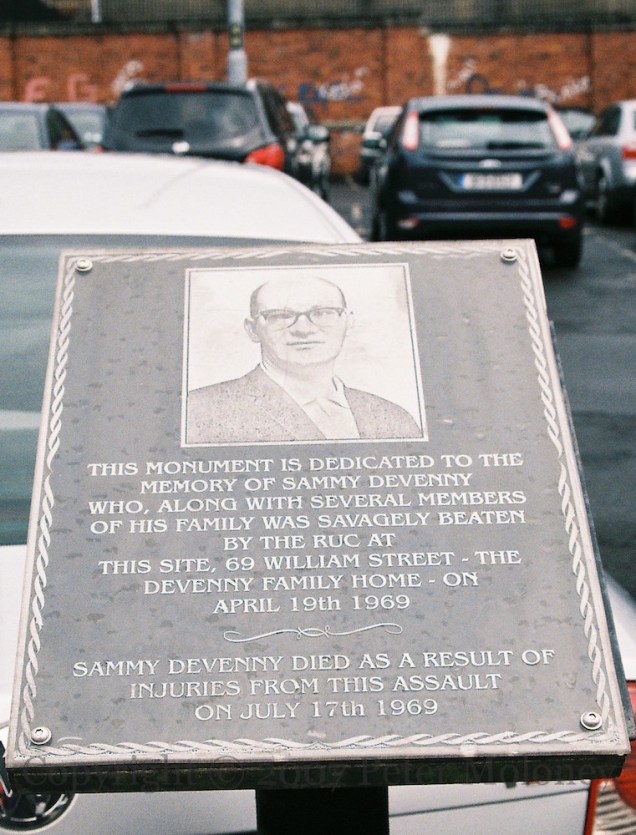 THIS MONUMENT IS DEDICATED TO THE
MEMORY OF SAMMY DEVENNY
WHO, ALONG WITH SEVERAL MEMBERS
OF HIS FAMILY WAS SAVAGELY BEATEN
BY THE RUC AT
THIS SITE, 69 WILLIAM STREET - THE
DEVENNY FAMILY HOME - ON
APRIL 19th 1969
SAMMY DEVENNY DIED AS A RESULT OF
INJURIES FROM THIS ASSAULT
ON JULY 17th 1969
Copyright © 2007 Peter Moloney